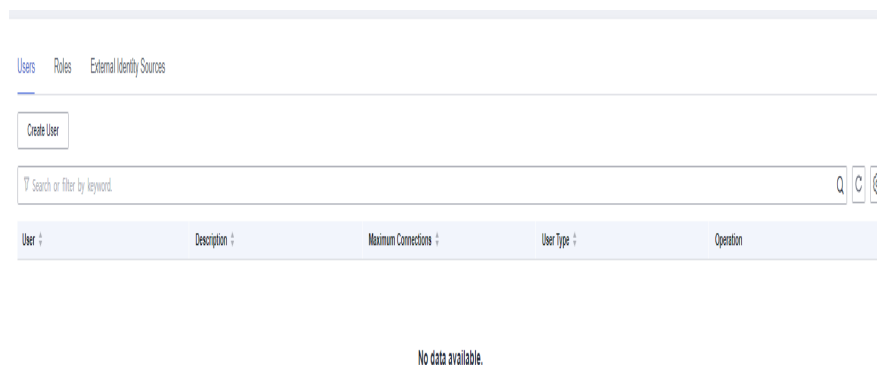 Users Roles External Identity Sources
Create User
Search or filter by keyword.
User Description Maximum Connections User Type Operation
No data available.